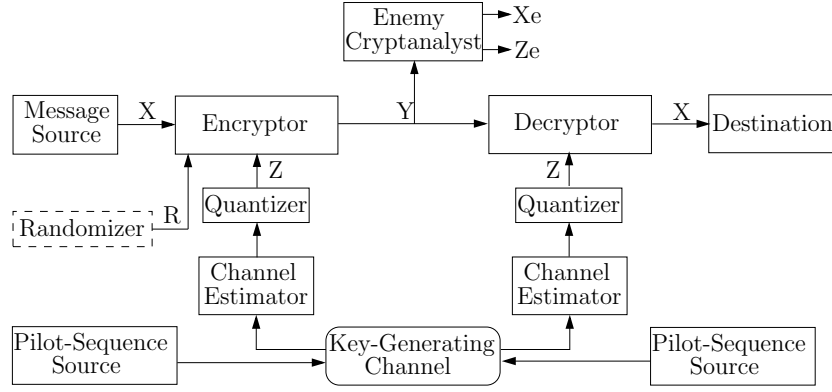 Enemy
Cryptanalyst
Xe
Ze
Message
Source
X
Encryptor
Y
Decryptor
X
Destination
Z
Z
Randomizer
R
Quantizer
Quantizer
Channel
Estimator
Channel
Estimator
Pilot-Sequence
Source
Key-Generating
Channel
Pilot-Sequence
Source